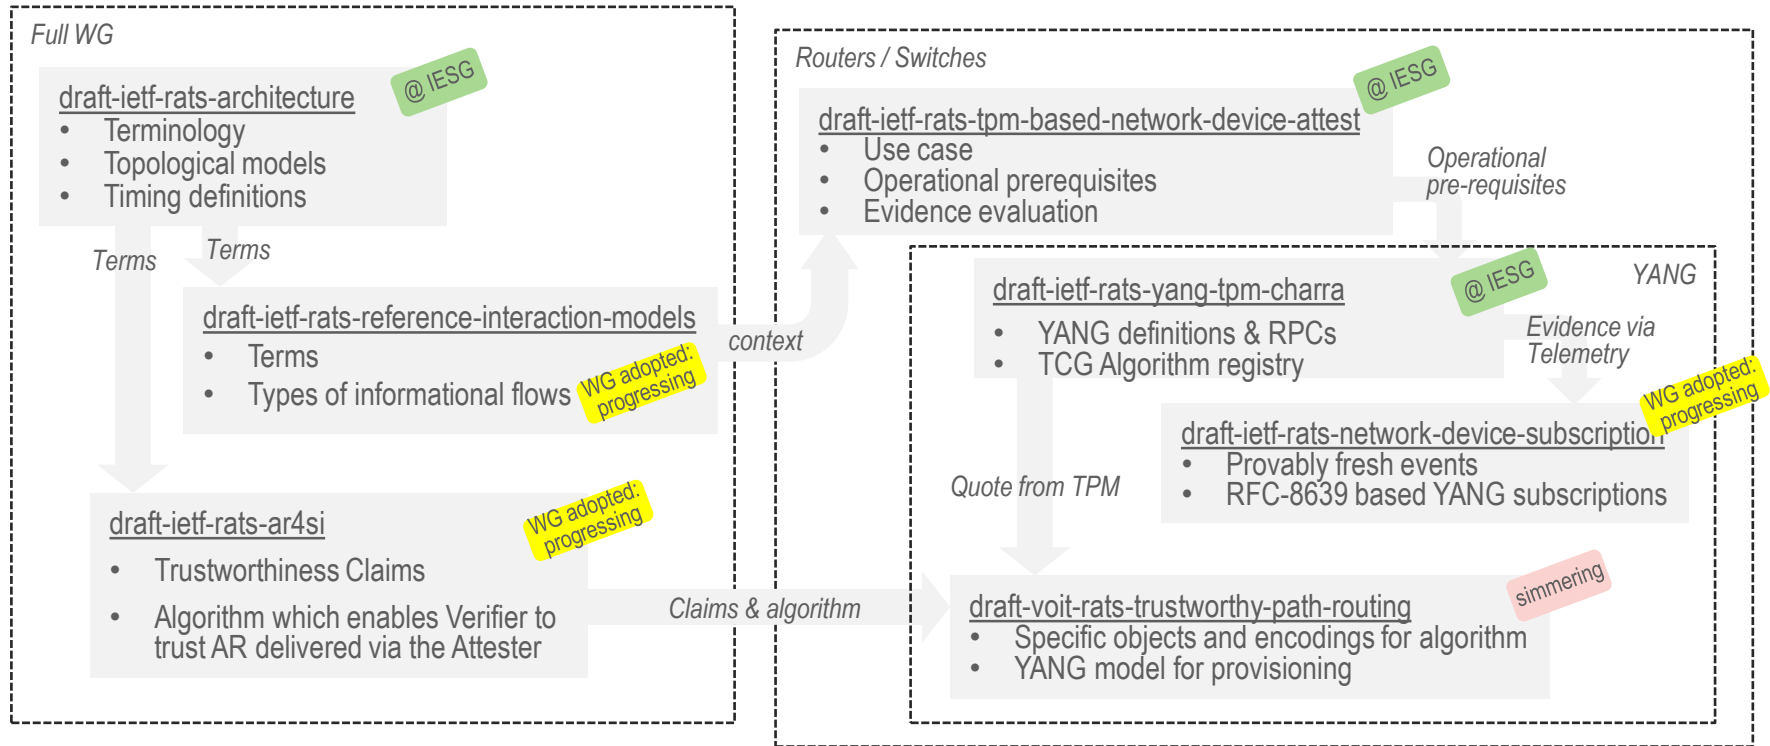 Full WG
@ IESG
draft-ietf-rats-architecture
• Terminology
• Topological models
• Timing definitions
Terms
Terms
draft-ietf-rats-reference-interaction-models
• Terms
• Types of informational flows
WG adopted:
progressing
context
draft-ietf-rats-ar4si
WG adopted:
progressing
• Trustworthiness Claims
• Algorithm which enables Verifier to
trust AR delivered via the Attester
Claims & algorithm
Routers / Switches
@ IESG
draft-ietf-rats-tpm-based-network-device-attest
• Use case
• Operational prerequisites
• Evidence evaluation
Operational
pre-requisites
YANG
@ IESG
draft-ietf-rats-yang-tpm-charra
• YANG definitions & RPCs
• TCG Algorithm registry
Evidence via
Telemetry
WG adopted:
progressing
draft-ietf-rats-network-device-subscription
• Provably fresh events
• RFC-8639 based YANG subscriptions
Quote from TPM
simmering
draft-voit-rats-trustworthy-path-routing
• Specific objects and encodings for algorithm
• YANG model for provisioning